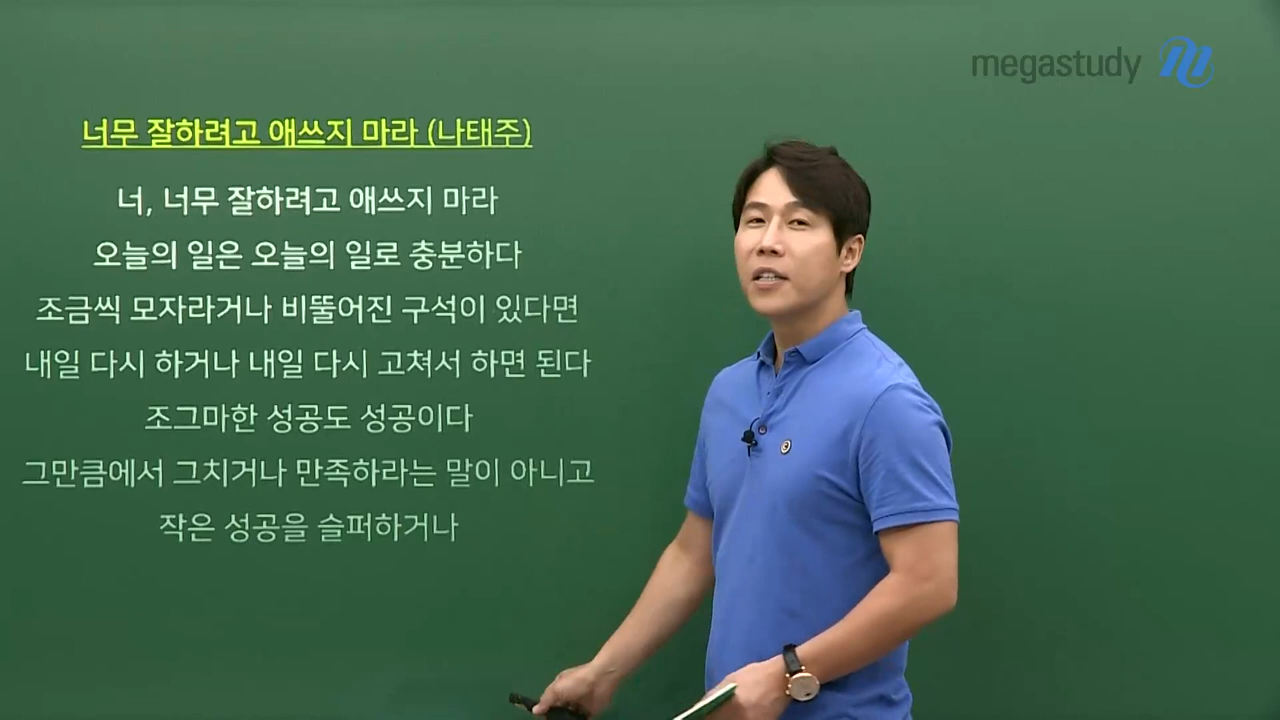 megastudy
너무 잘하려고 애쓰지 마라 (나태주)
너, 너무 잘하려고 애쓰지 마라
오늘의 일은 오늘의 일로 충분하다
조금씩 모자라거나 비뚤어진 구석이 있다면
내일 다시 하거나 내일 다시 고쳐서 하면 된다
조그마한 성공도 성공이다
그만큼에서 그치거나 만족하라는 말이 아니고
작은 성공을 슬퍼하거나